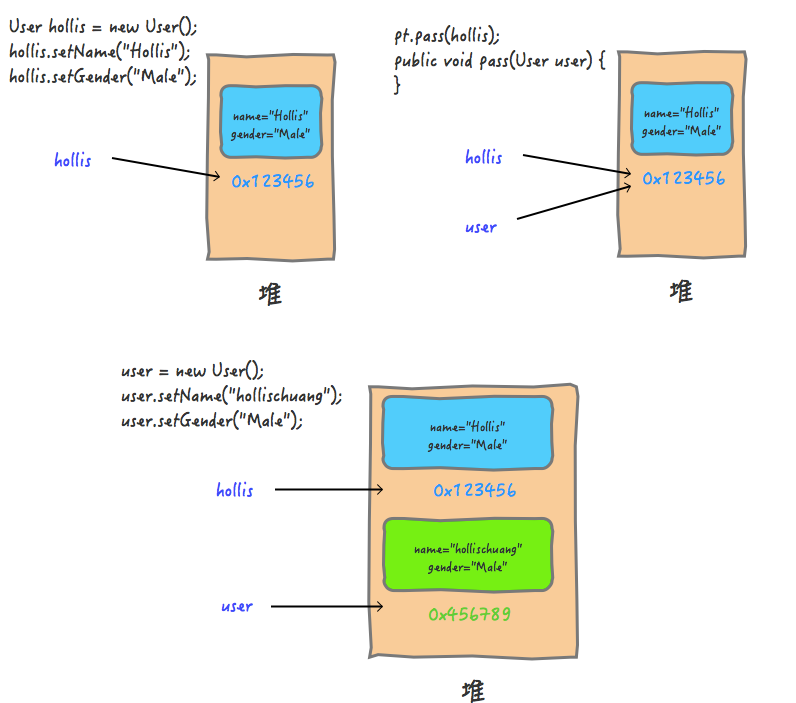 User hollis = new User();
hollis.setName("Hollis");
hollis.setGender("Male");
name="Hollis"
gender="Male"
hollis
0x123456
堆
pt.pass(hollis);
public void pass(User user) {
}
name="Hollis"
gender="Male"
hollis
0x123456
user
堆
user = new User();
user.setName("hollischuang");
user.setGender("Male");
name="Hollis"
gender="Male"
hollis
0x123456
name="hollischuang"
gender="Male"
user
0x456789
堆